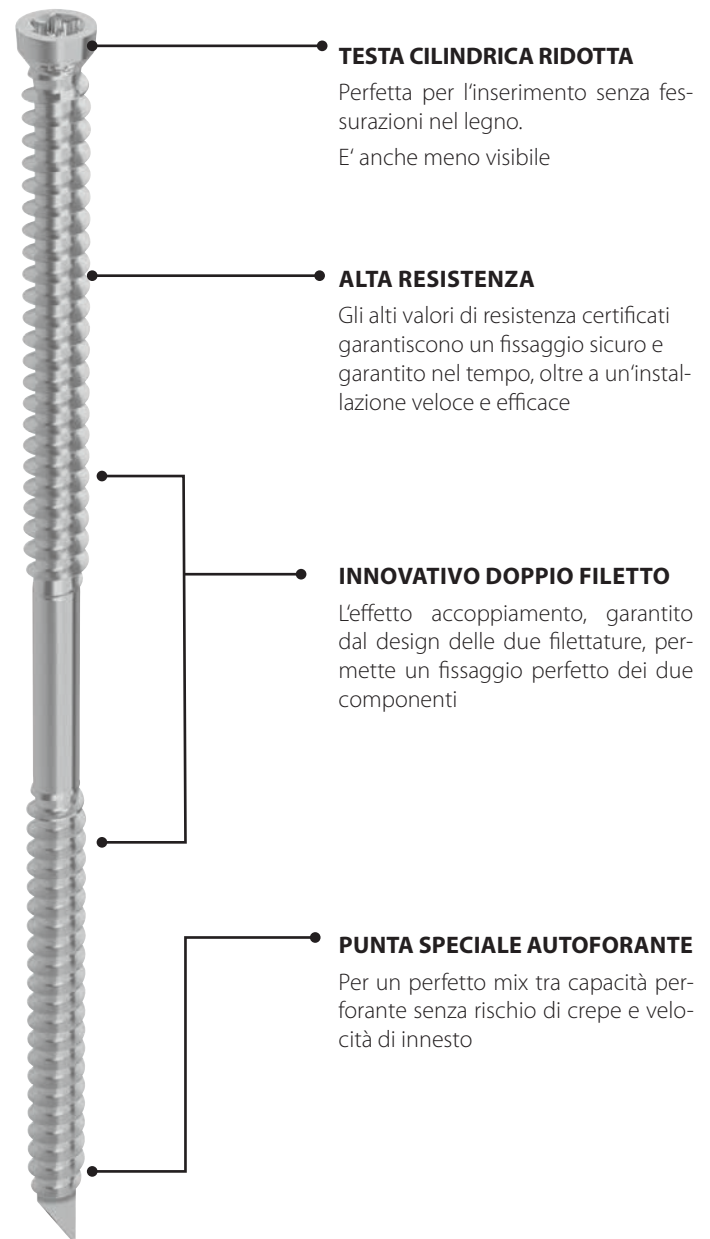 TESTA CILINDRICA RIDOTTA
Perfetta per l'inserimento senza fes-
surazioni nel legno.
E‘ anche meno visibile
ALTA RESISTENZA
Gli alti valori di resistenza certificati
garantiscono un fissaggio sicuro e
garantito nel tempo, oltre a un‘instal-
lazione veloce e efficace
INNOVATIVO DOPPIO FILETTO
L‘effetto accoppiamento, garantito
dal design delle due filettature, per-
mette un fissaggio perfetto dei due
componenti
PUNTA SPECIALE AUTOFORANTE
Per un perfetto mix tra capacità per-
forante senza rischio di crepe e velo-
cità di innesto